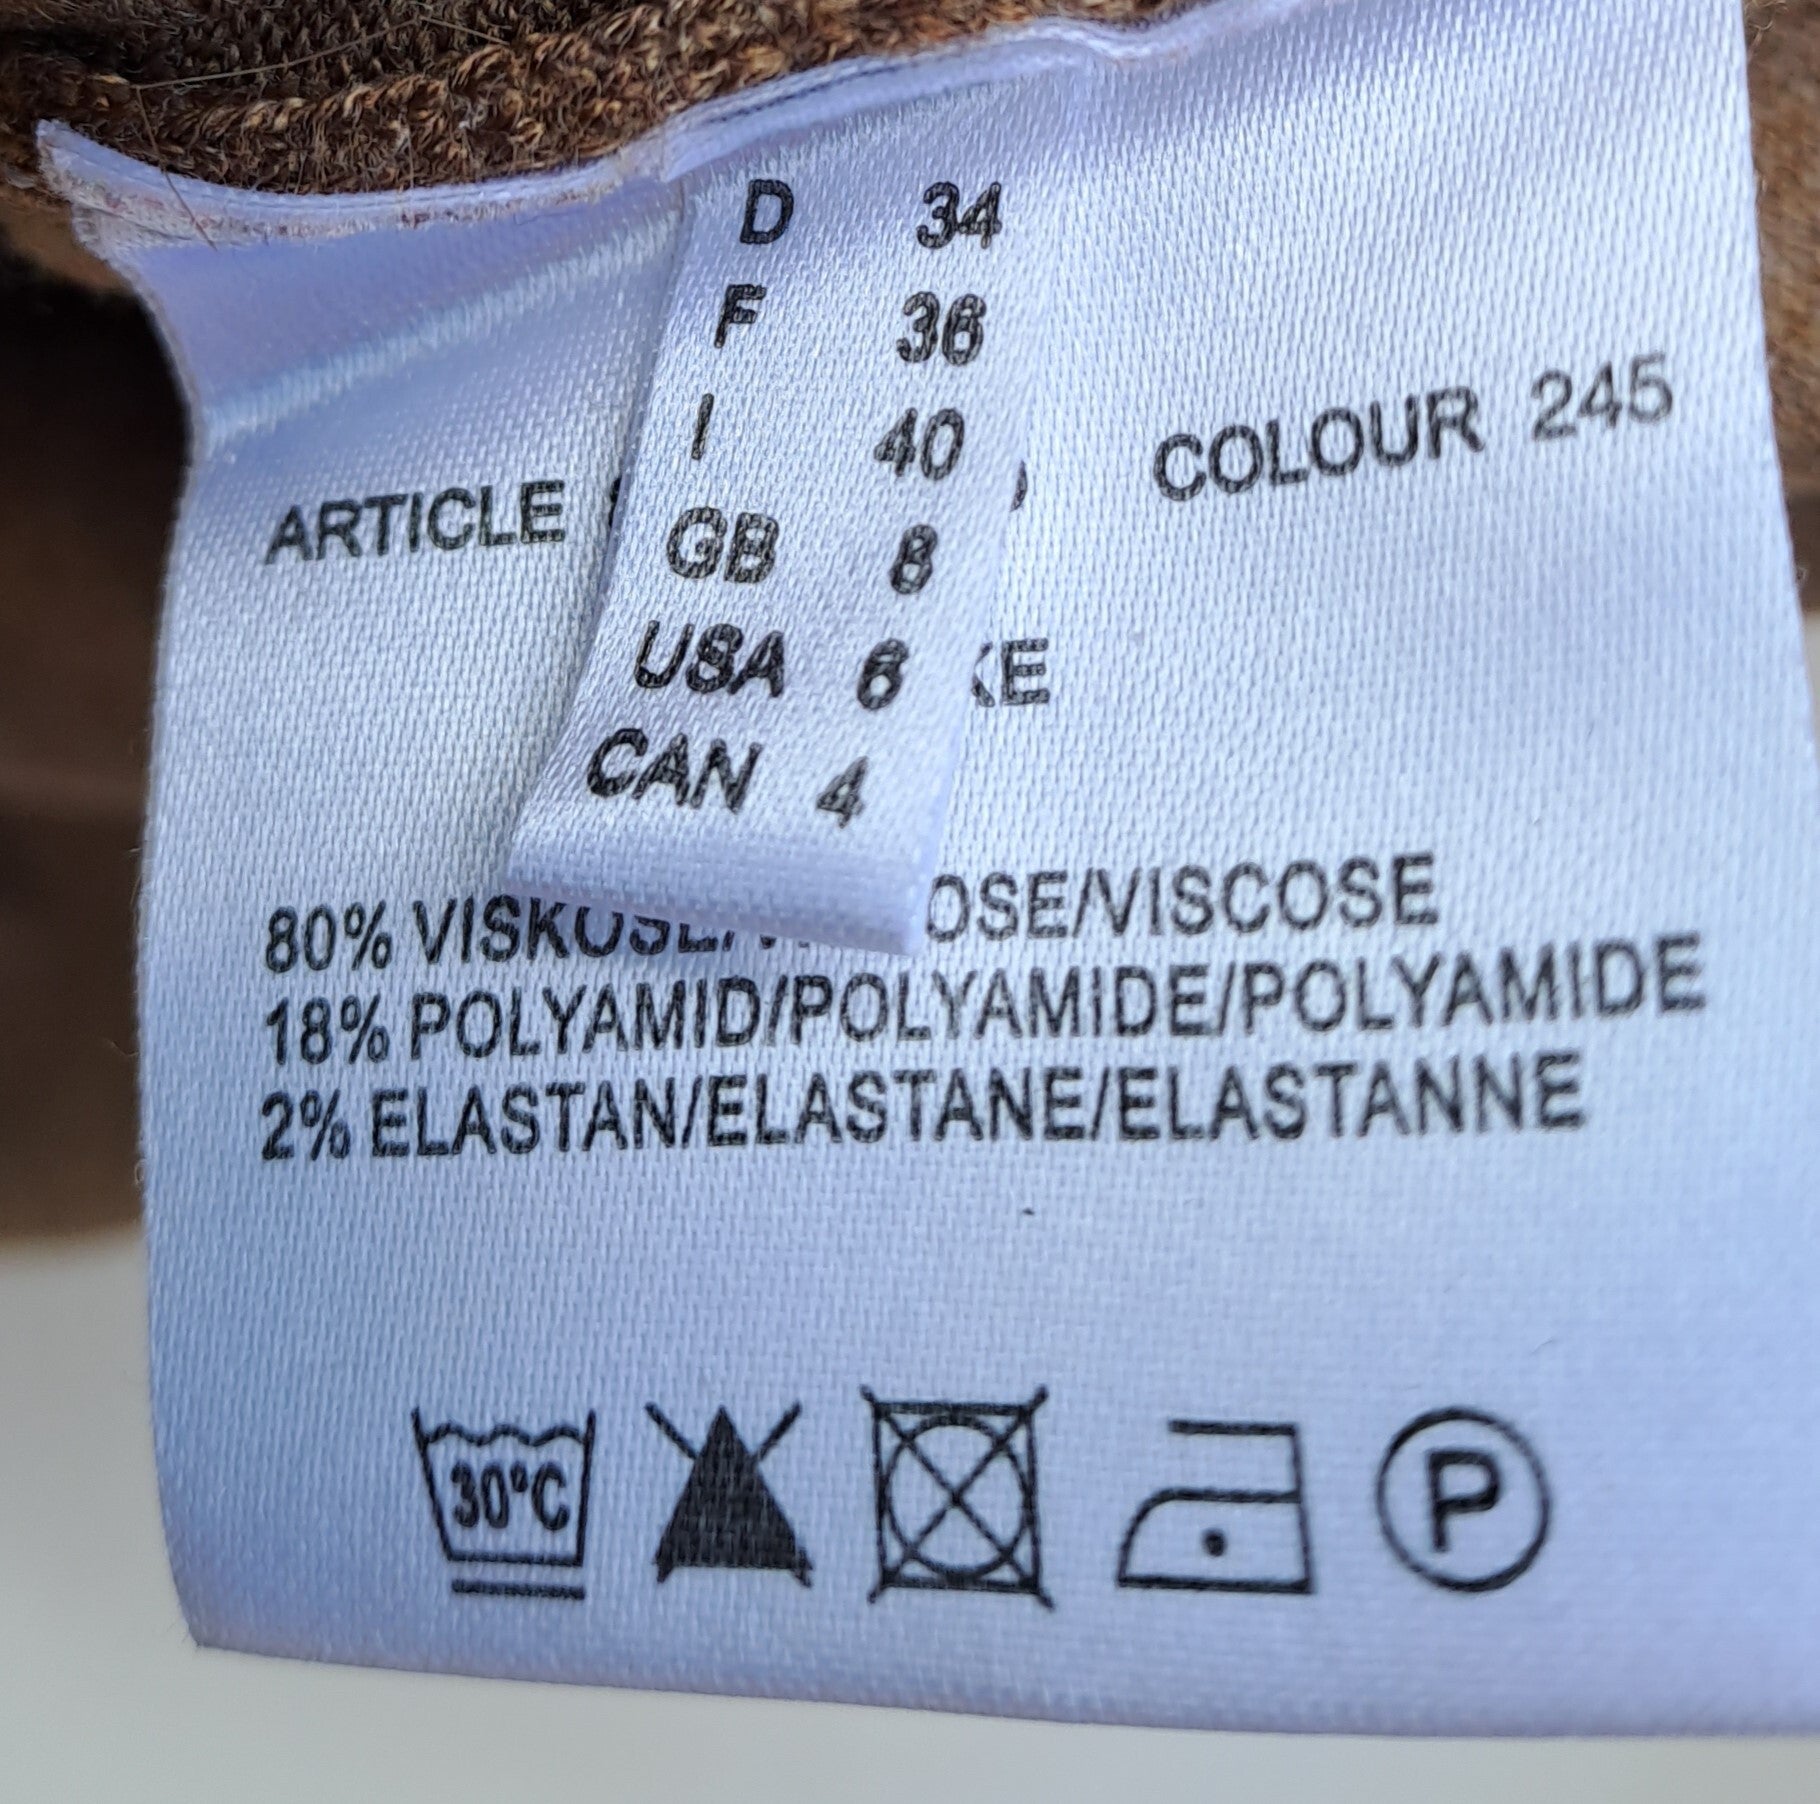 D 34
F 36
I 40
GB 8
USA 6
CAN 4
ARTICLE
COLOUR 245
80% VISKOSE/ OSE/VISCOSE
18% POLYAMID/POLYAMIDE/POLYAMIDE
2% ELASTAN/ELASTANE/ELASTANNE
30°C
P